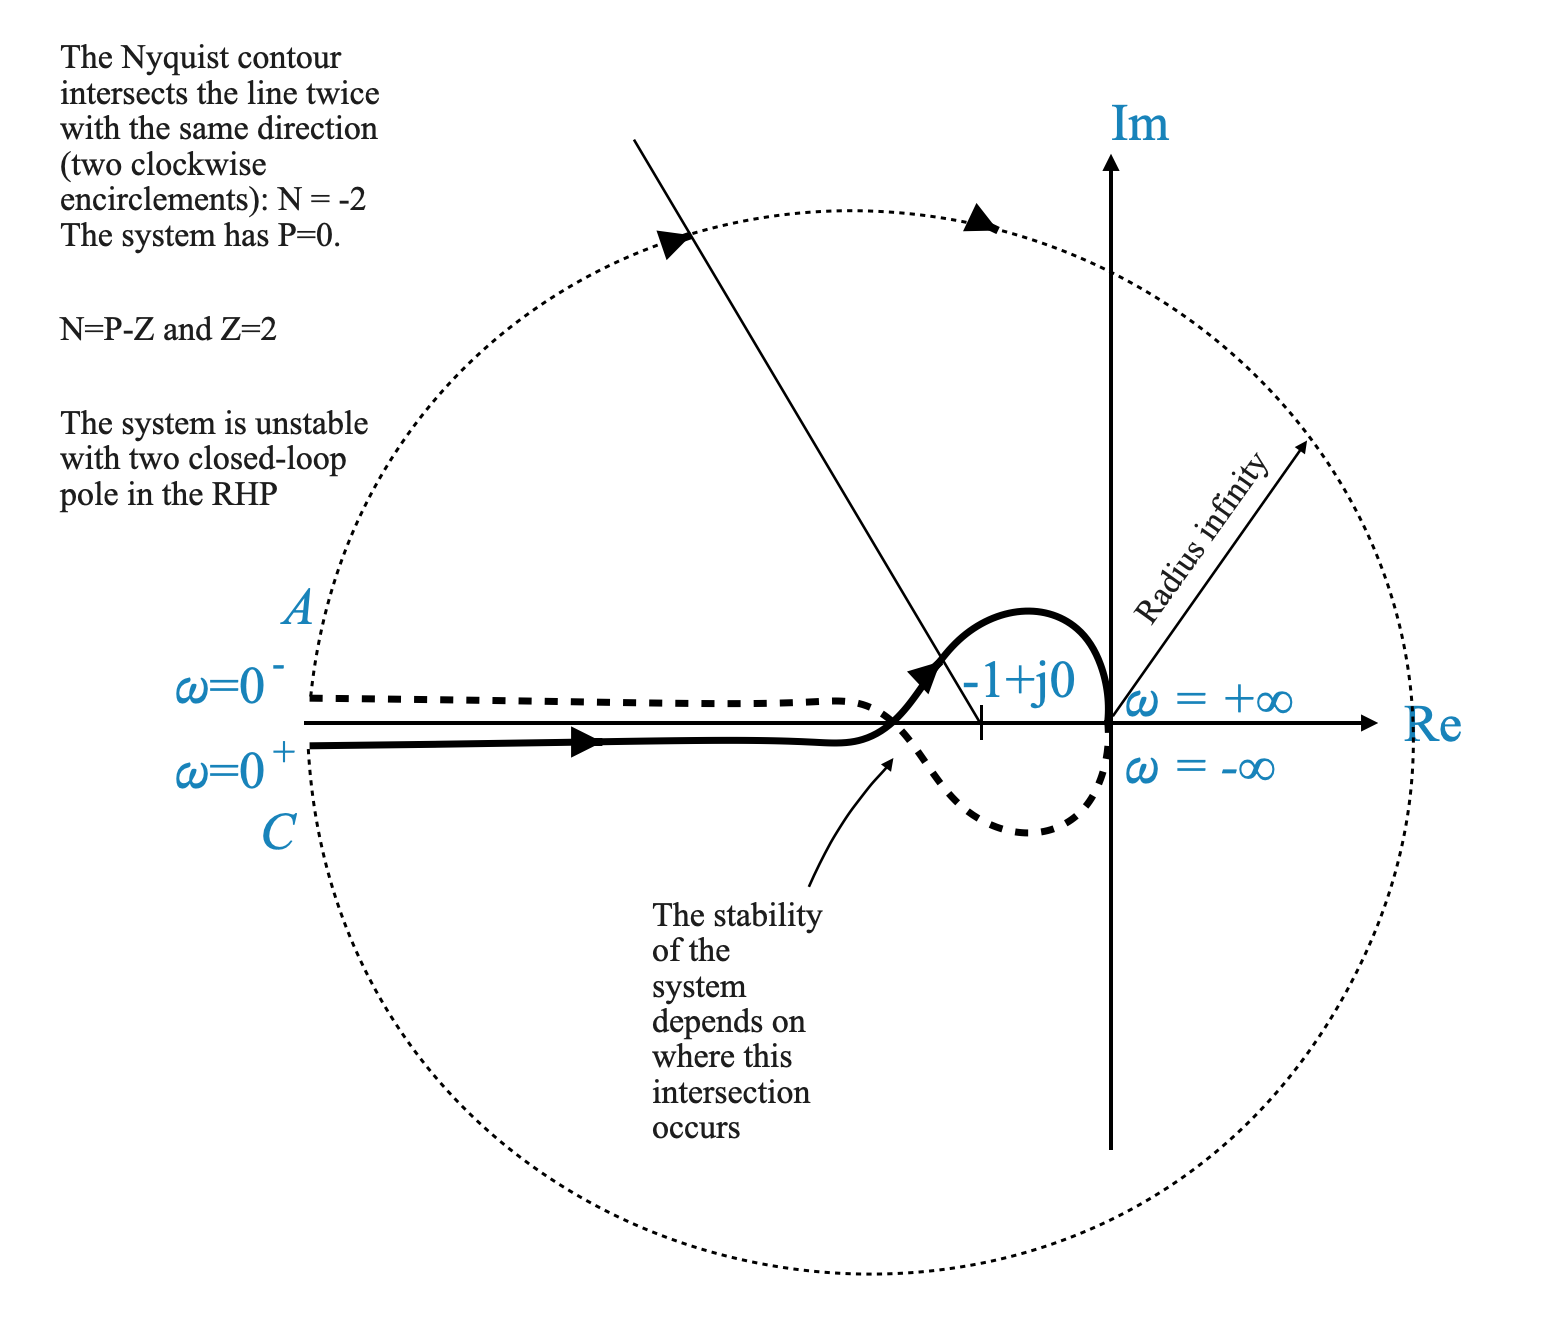 The Nyquist contour
intersects the line twice
with the same direction
(two clockwise
encirclements): N = -2
The system has P=0.
N=P-Z and Z=2
The system is unstable
with two closed-loop
pole in the RHP
Im
Radius infinity
A
ω=0-
-1+j0
ω = +∞
Re
ω=0+
ω = -∞
C
The stability
of the
system
depends on
where this
intersection
occurs